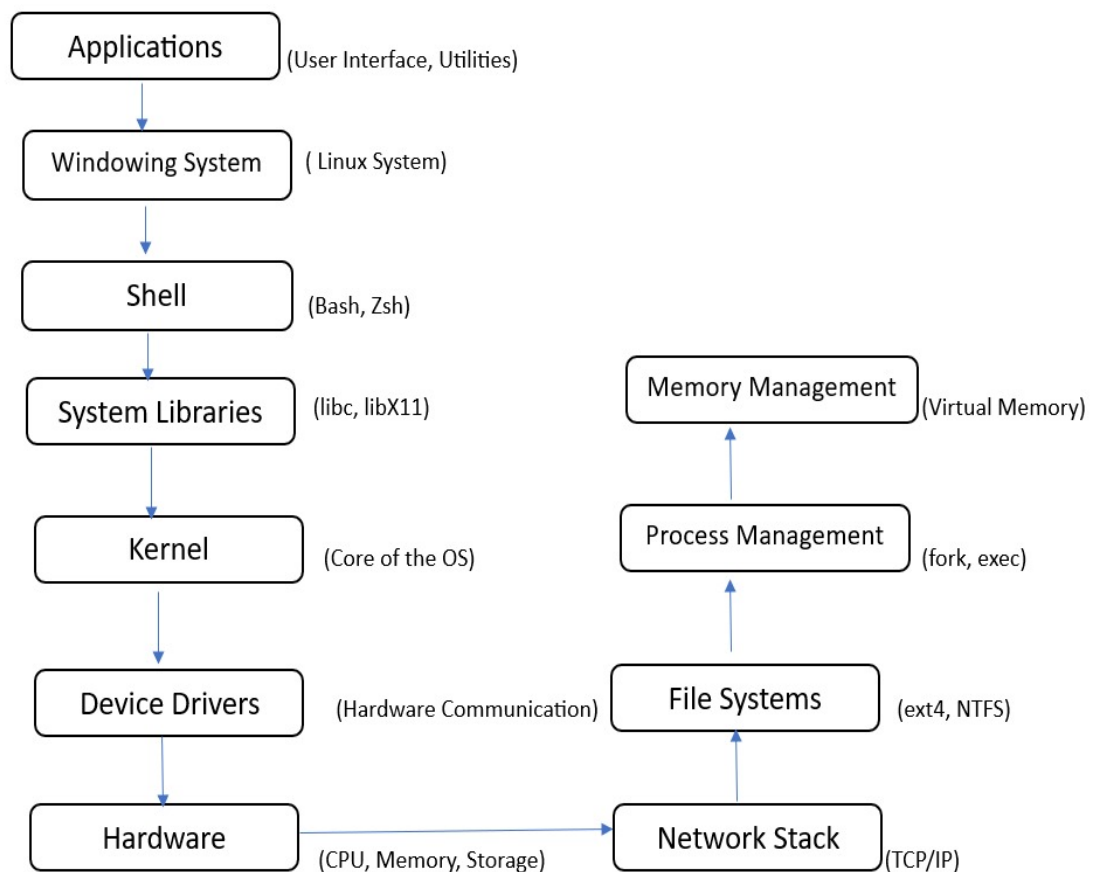 Applications
(User Interface, Utilities)
Windowing System
( Linux System)
Shell
(Bash, Zsh)
System Libraries
(libc, libX11)
Kernel
(Core of the OS)
Device Drivers
(Hardware Communication)
Hardware
(CPU, Memory, Storage)
Network Stack
(TCP/IP)
File Systems
(ext4, NTFS)
Process Management
(fork, exec)
Memory Management
(Virtual Memory)